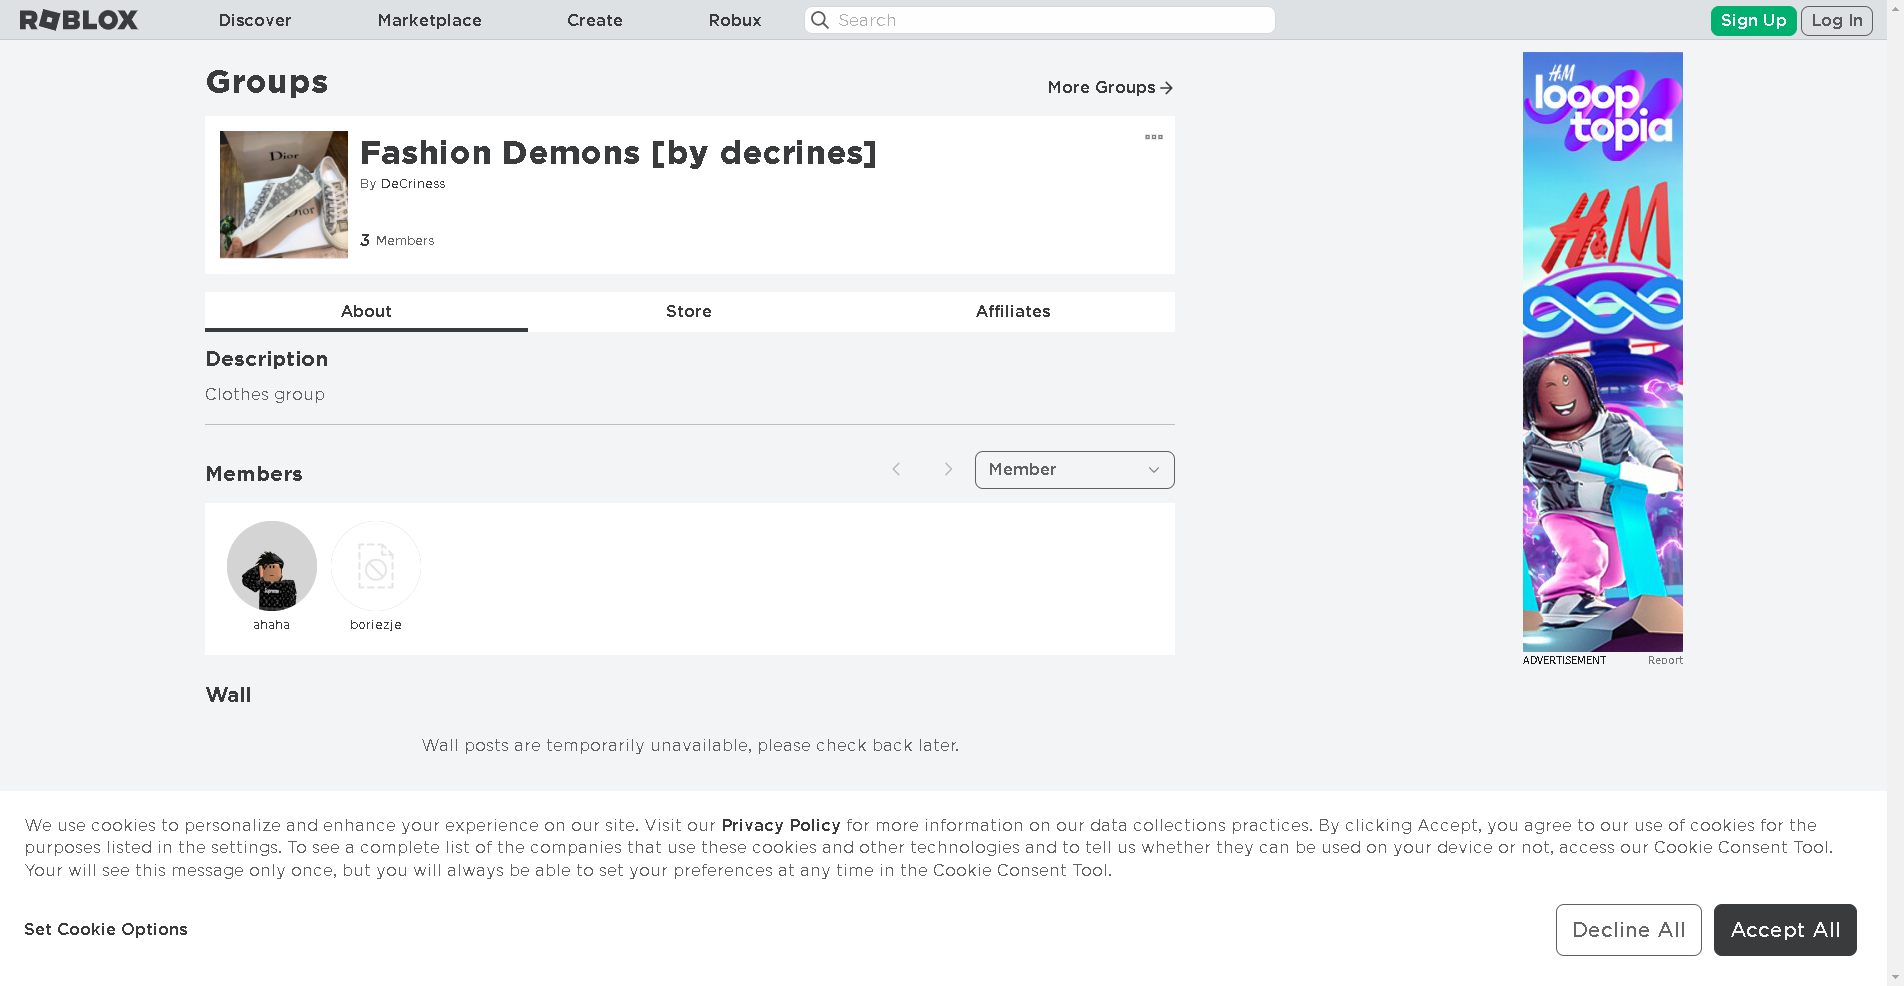 ROBLOX Discover Marketplace Create Robux Search Sign Up Log In
Groups
More Groups
Fashion Demons [by decrines]
By DeCriness
3 Members
Dior
Dior
About Store Affiliates
Description
Clothes group
Members
Member
ahaha boriezje
Wall
Wall posts are temporarily unavailable, please check back later.
H&M
looop
topia
H&M
ADVERTISEMENT Report
We use cookies to personalize and enhance your experience on our site. Visit our Privacy Policy for more information on our data collections practices. By clicking Accept, you agree to our use of cookies for the
purposes listed in the settings. To see a complete list of the companies that use these cookies and other technologies and to tell us whether they can be used on your device or not, access our Cookie Consent Tool.
Your will see this message only once, but you will always be able to set your preferences at any time in the Cookie Consent Tool.
Set Cookie Options
Decline All Accept All